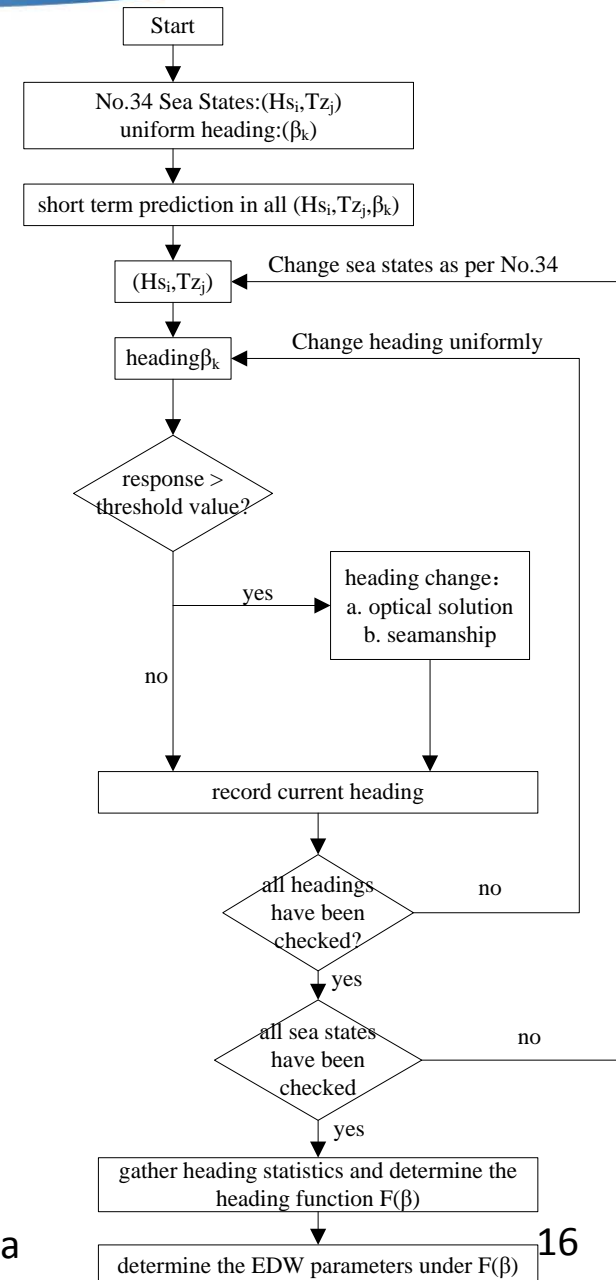 Start
No.34 Sea States:(Hsᵢ,Tzⱼ)
uniform heading:(βₖ)
short term prediction in all (Hsᵢ,Tzⱼ,βₖ)
Change sea states as per No.34
(Hsᵢ,Tzⱼ)
Change heading uniformly
headingβₖ
response >
threshold value?
heading change：
a. optical solution
b. seamanship
yes
no
record current heading
all headings
have been
checked?
no
yes
all sea states
have been
checked
no
yes
gather heading statistics and determine the
heading function F(β)
a
16
determine the EDW parameters under F(β)